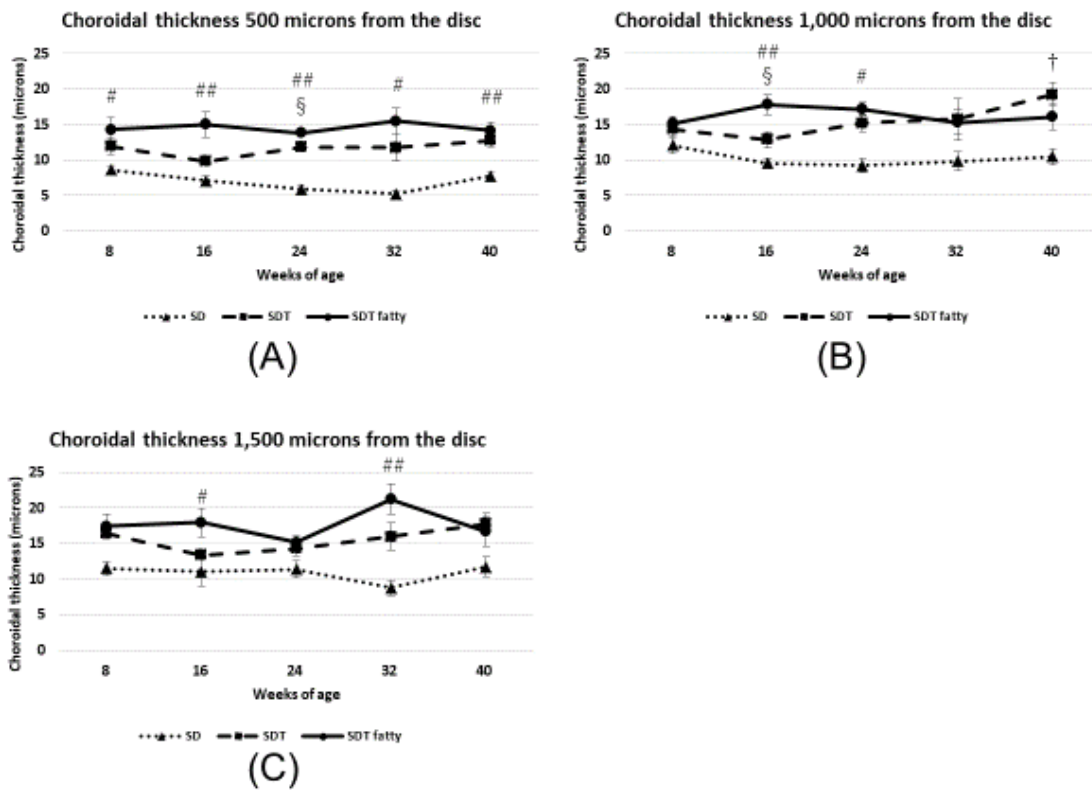 Choroidal thickness 500 microns from the disc
Choroidal thickness (microns)
25
20
15
10
5
0
#
##
##
§
#
##
8 16 24 32 40
Weeks of age
SD SDT SDT fatty
(A)
Choroidal thickness 1,000 microns from the disc
Choroidal thickness (microns)
25
20
15
10
5
0
##
§
#
†
8 16 24 32 40
Weeks of age
SD SDT SDT fatty
(B)
Choroidal thickness 1,500 microns from the disc
Choroidal thickness (microns)
25
20
15
10
5
0
#
##
8 16 24 32 40
Weeks of age
SD SDT SDT fatty
(C)